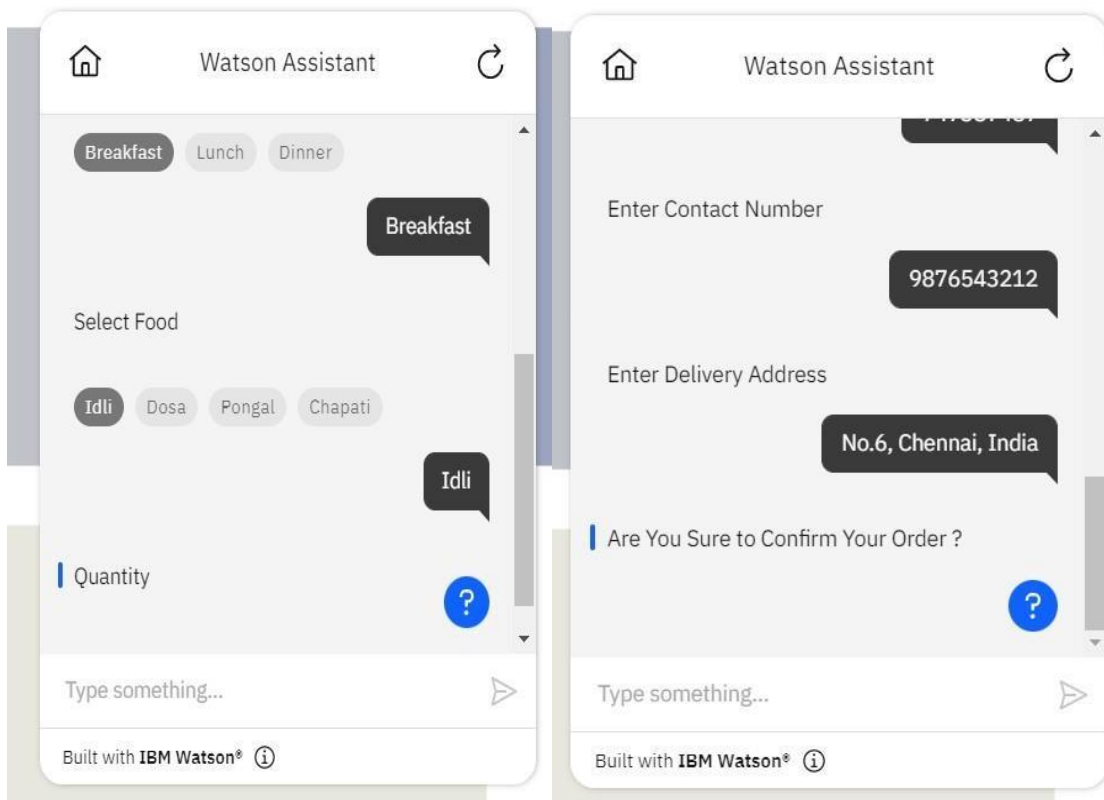 Watson Assistant
Breakfast Lunch Dinner
Breakfast
Select Food
Idli Dosa Pongal Chapati
Idli
Quantity
?
Type something...
Built with IBM Watson® ⓘ
Watson Assistant
Enter Contact Number
9876543212
Enter Delivery Address
No.6, Chennai, India
Are You Sure to Confirm Your Order ?
?
Type something...
Built with IBM Watson® ⓘ